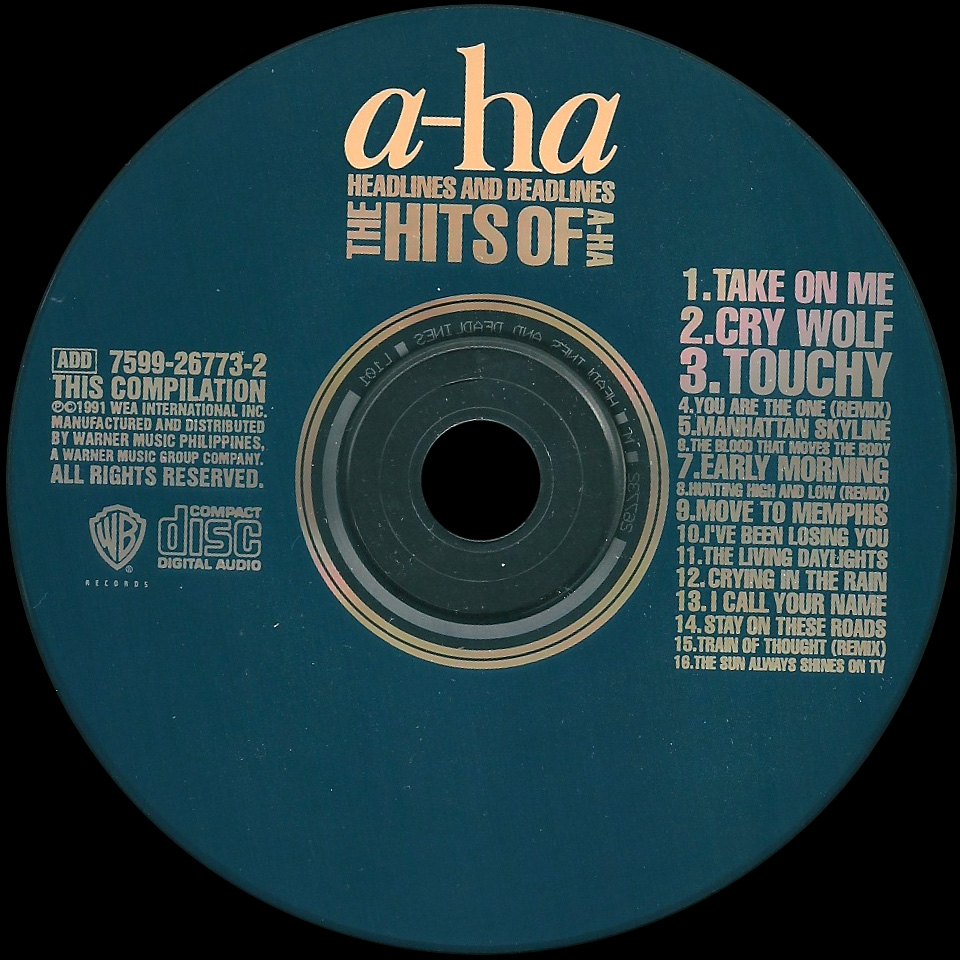 a-ha
HEADLINES AND DEADLINES
THE HITS OF A-HA
1.TAKE ON ME
2.CRY WOLF
3.TOUCHY
4.YOU ARE THE ONE (REMIX)
5.MANHATTAN SKYLINE
6.THE BLOOD THAT MOVES THE BODY
7.EARLY MORNING
8.HUNTING HIGH AND LOW (REMIX)
9.MOVE TO MEMPHIS
10.I'VE BEEN LOSING YOU
11.THE LIVING DAYLIGHTS
12.CRYING IN THE RAIN
13.I CALL YOUR NAME
14.STAY ON THESE ROADS
15.TRAIN OF THOUGHT (REMIX)
16.THE SUN ALWAYS SHINES ON TV
ADD 7599-26773-2
THIS COMPILATION
℗©1991 WEA INTERNATIONAL INC.
MANUFACTURED AND DISTRIBUTED
BY WARNER MUSIC PHILIPPINES,
A WARNER MUSIC GROUP COMPANY.
ALL RIGHTS RESERVED.
WB®
RECORDS
COMPACT
disc
DIGITAL AUDIO
HEADLINES AND DEADLINES
L101